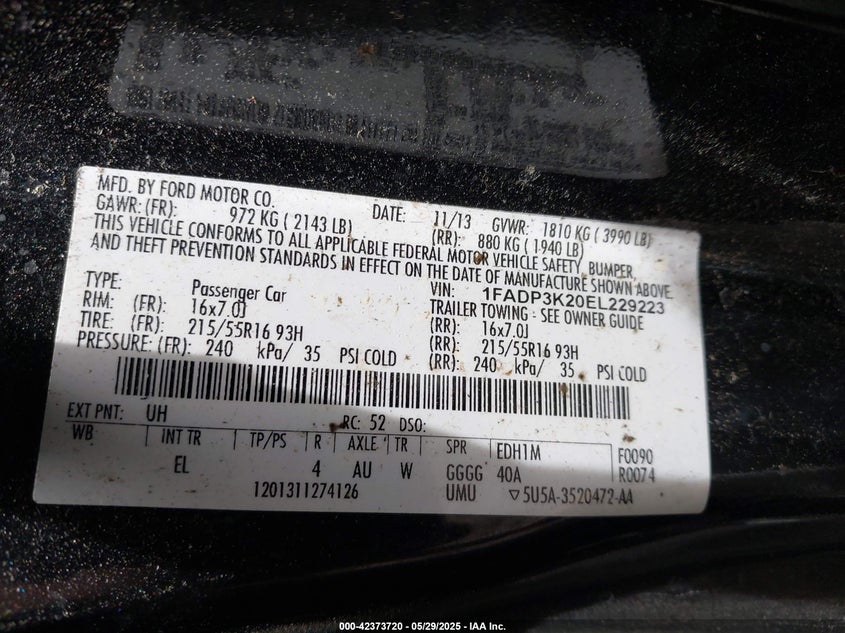 MFD. BY FORD MOTOR CO. DATE: 11/13 GVWR: 1810 KG ( 3990 LB)
GAWR: (FR): 972 KG ( 2143 LB) (RR): 880 KG ( 1940 LB)
THIS VEHICLE CONFORMS TO ALL APPLICABLE FEDERAL MOTOR VEHICLE SAFETY, BUMPER,
AND THEFT PREVENTION STANDARDS IN EFFECT ON THE DATE OF MANUFACTURE SHOWN ABOVE.
VIN: 1FADP3K20EL229223
TYPE: Passenger Car TRAILER TOWING - SEE OWNER GUIDE
RIM: (FR): 16x7.0J (RR): 16x7.0J
TIRE: (FR): 215/55R16 93H (RR): 215/55R16 93H
PRESSURE: (FR): 240 kPa/ 35 PSI COLD (RR): 240 kPa/ 35 PSI COLD
EXT PNT: UH RC: 52 DSO:
WB INT TR TP/PS R AXLE TR SPR EDH1M F0090
EL 4 AU W GGGG 40A R0074
1201311274126 UMU ▽5U5A-3520472-AA
000-42373720 - 05/29/2025 - IAA Inc.